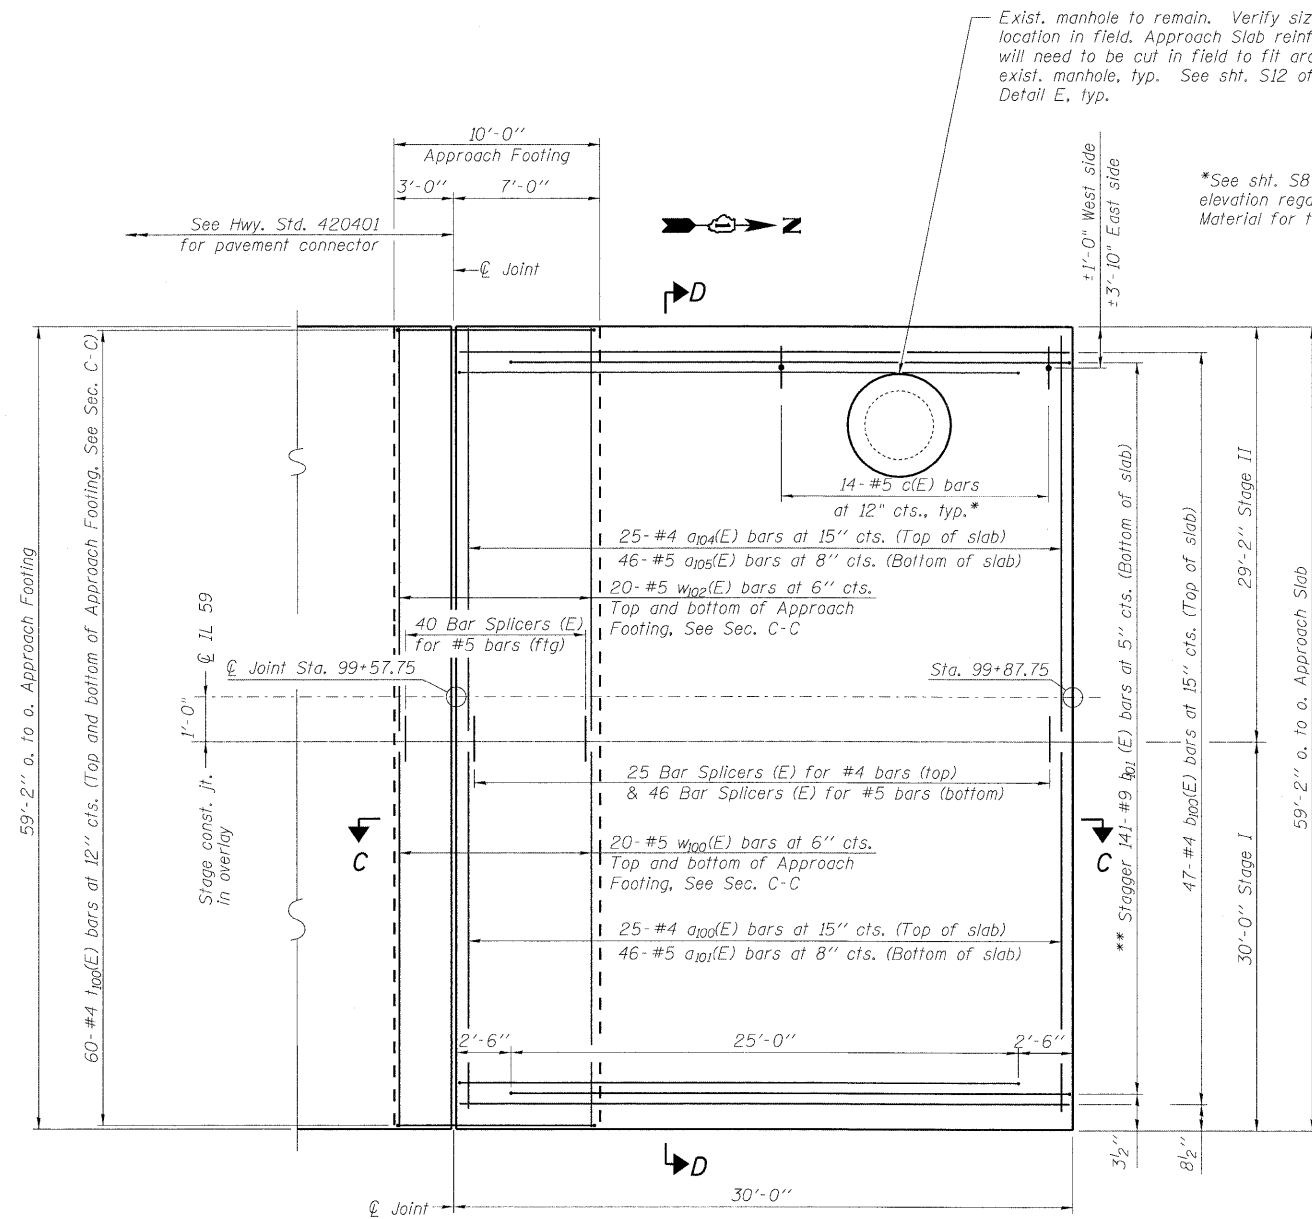 Exist. manhole to remain. Verify
location in field. Approach Slab
will need to be cut in field to fit
exist. manhole, typ. See sht. S12 of
Detail E, typ.
10'-0"
Approach Footing
3'-0"
7'-0"
±1'-0" West side
±3'-10" East side
*See sht. S8
elevation
Material for
See Hwy. Std. 420401
for pavement connector
N
℄ Joint
D
59'-2" o. to o. Approach Footing
60-#4 t100(E) bars at 12" cts. (Top and bottom of Approach Footing, See Sec. C-C)
14-#5 c(E) bars
at 12" cts., typ.*
25-#4 a104(E) bars at 15" cts. (Top of slab)
46-#5 a105(E) bars at 8" cts. (Bottom of slab)
20-#5 w102(E) bars at 6" cts.
Top and bottom of Approach
Footing, See Sec. C-C
40 Bar Splicers (E)
for #5 bars (ftg)
℄ IL 59
℄ Joint Sta. 99+57.75
Sta. 99+87.75
1'-0"
Stage const. jt.
in overlay
25 Bar Splicers (E) for #4 bars (top)
& 46 Bar Splicers (E) for #5 bars (bottom)
C
C
20-#5 w100(E) bars at 6" cts.
Top and bottom of Approach
Footing, See Sec. C-C
25-#4 a100(E) bars at 15" cts. (Top of slab)
46-#5 a101(E) bars at 8" cts. (Bottom of slab)
** Stagger 141-#9 b101 (E) bars at 5" cts. (Bottom of slab)
47-#4 b100(E) bars at 15" cts. (Top of slab)
29'-2" Stage II
30'-0" Stage I
59'-2" o. to o. Approach Slab
2'-6"
25'-0"
2'-6"
3½"
8½"
D
30'-0"
℄ Joint